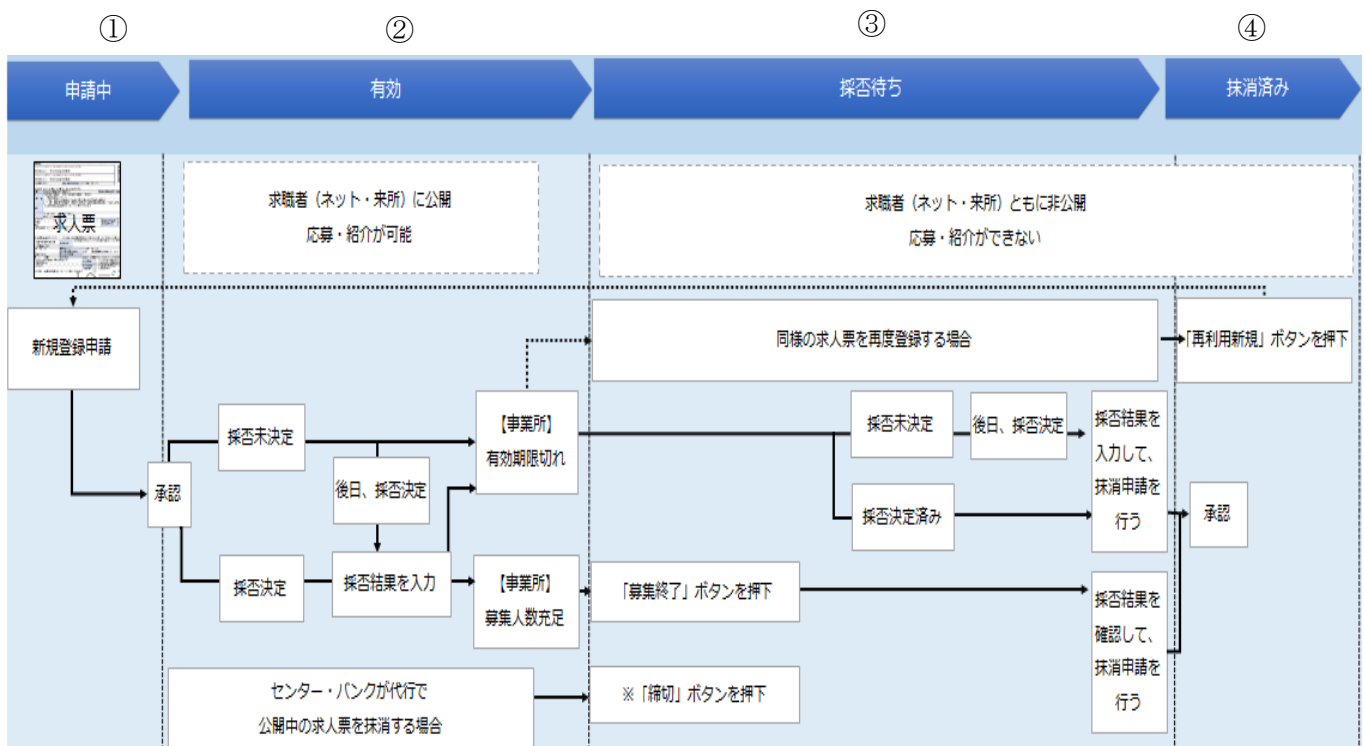 ①
②
③
④
申請中
有効
採否待ち
抹消済み
求人票
求職者（ネット・来所）に公開
応募・紹介が可能
求職者（ネット・来所）ともに非公開
応募・紹介ができない
新規登録申請
同様の求人票を再度登録する場合
「再利用新規」ボタンを押下
承認
採否未決定
後日、採否決定
【事業所】
有効期限切れ
採否未決定
後日、採否決定
採否結果を
入力して、
抹消申請を
行う
採否決定済み
承認
採否決定
採否結果を入力
【事業所】
募集人数充足
「募集終了」ボタンを押下
採否結果を
確認して、
抹消申請を
行う
センター・バンクが代行で
公開中の求人票を抹消する場合
※「締切」ボタンを押下